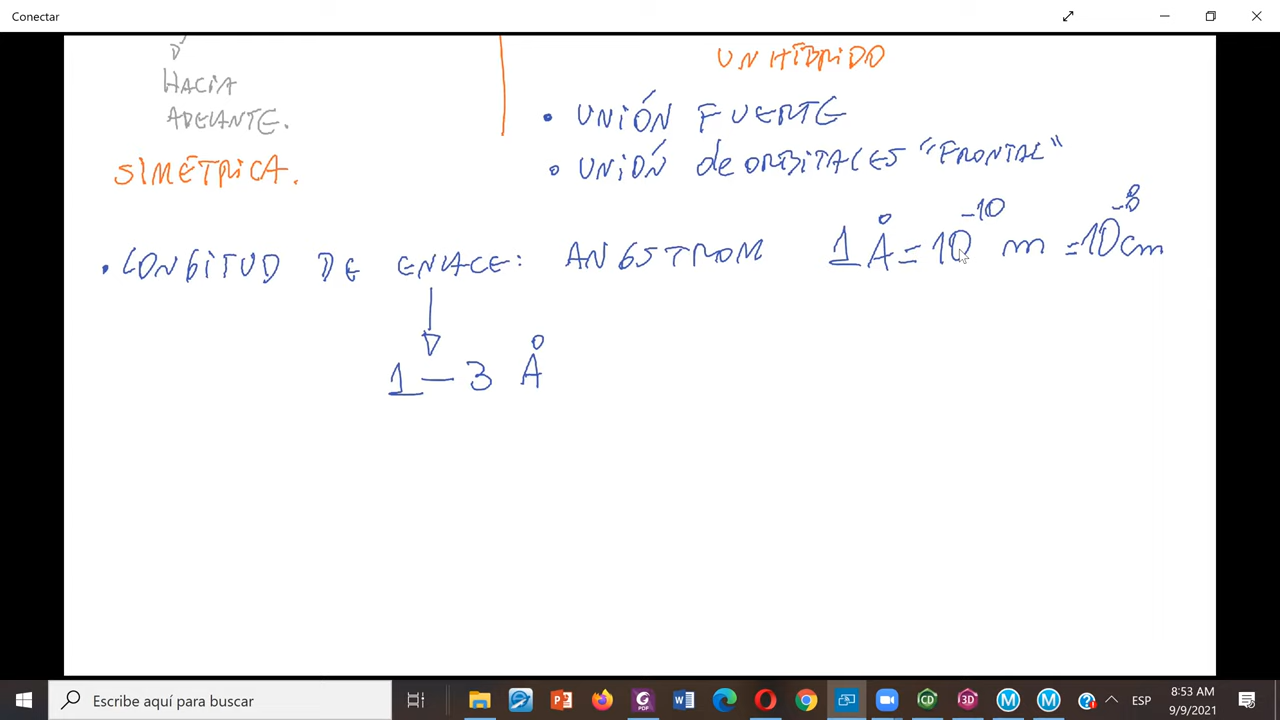 Conectar
UN HÍBRIDO
HACIA
ADELANTE.
• UNIÓN FUERTE
SIMÉTRICA.
• UNIÓN de ORBITALES "FRONTAL"
• LONGITUD DE ENLACE: ANGSTROM 1 Å = 10⁻¹⁰ m = 10⁻⁸ cm
1 — 3 Å
Escribe aquí para buscar
ESP
8:53 AM
9/9/2021